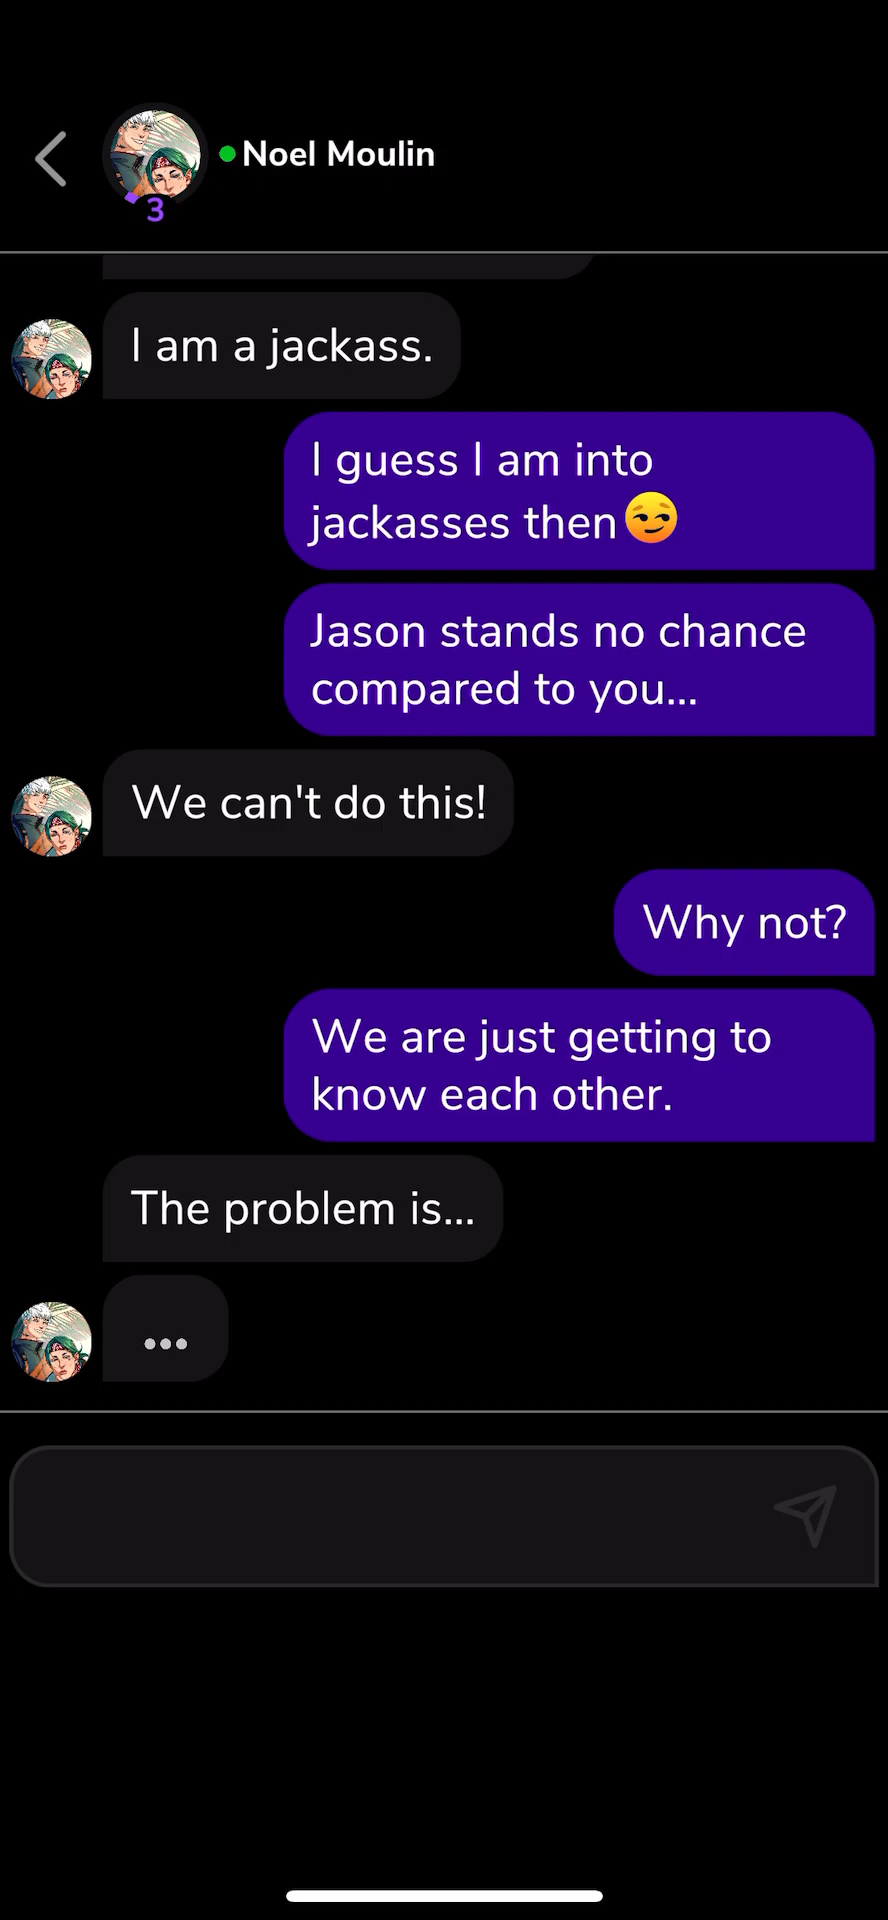 Noel Moulin
3
I am a jackass.
I guess I am into
jackasses then😏
Jason stands no chance
compared to you...
We can't do this!
Why not?
We are just getting to
know each other.
The problem is...
...